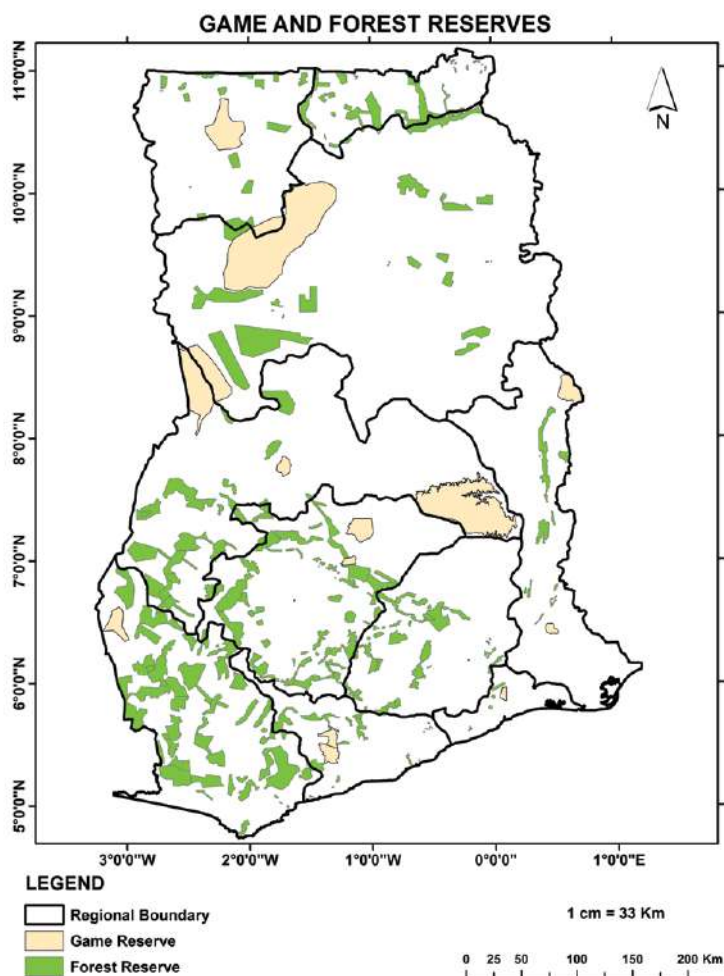 GAME AND FOREST RESERVES
11°0'0"N
10°0'0"N
9°0'0"N
8°0'0"N
7°0'0"N
6°0'0"N
5°0'0"N
N
3°0'0"W
2°0'0"W
1°0'0"W
0°0'0"
1°0'0"E
LEGEND
Regional Boundary
Game Reserve
Forest Reserve
1 cm = 33 Km
0 25 50 100 150 200 Km